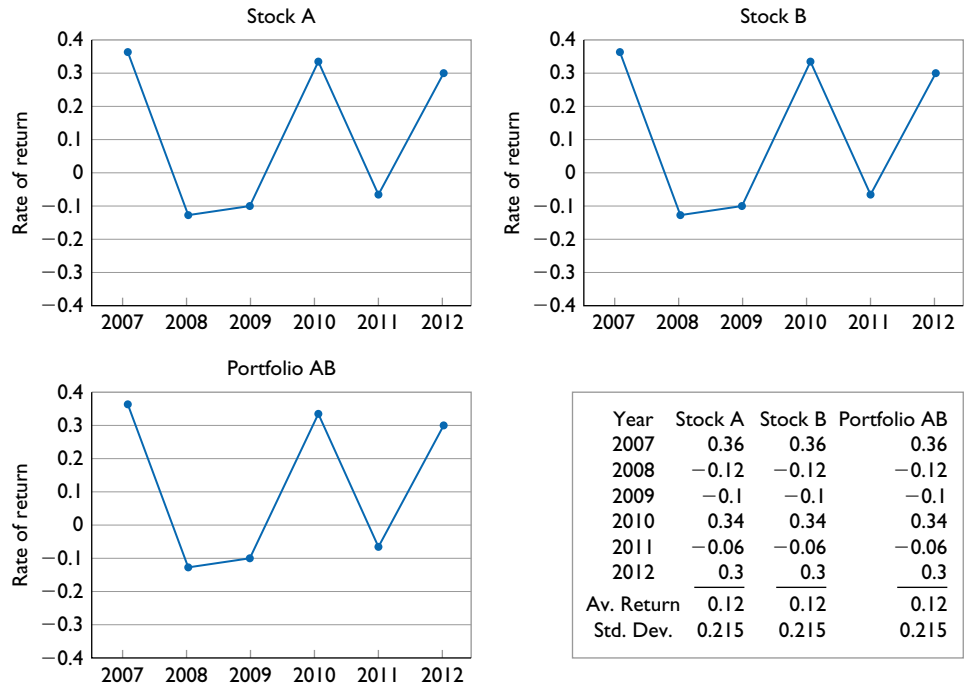 Stock A
0.4
0.3
0.2
0.1
0
−0.1
−0.2
−0.3
−0.4
Rate of return
2007 2008 2009 2010 2011 2012
Stock B
0.4
0.3
0.2
0.1
0
−0.1
−0.2
−0.3
−0.4
Rate of return
2007 2008 2009 2010 2011 2012
Portfolio AB
0.4
0.3
0.2
0.1
0
−0.1
−0.2
−0.3
−0.4
Rate of return
2007 2008 2009 2010 2011 2012
Year Stock A Stock B Portfolio AB
2007 0.36 0.36 0.36
2008 −0.12 −0.12 −0.12
2009 −0.1 −0.1 −0.1
2010 0.34 0.34 0.34
2011 −0.06 −0.06 −0.06
2012 0.3 0.3 0.3
Av. Return 0.12 0.12 0.12
Std. Dev. 0.215 0.215 0.215